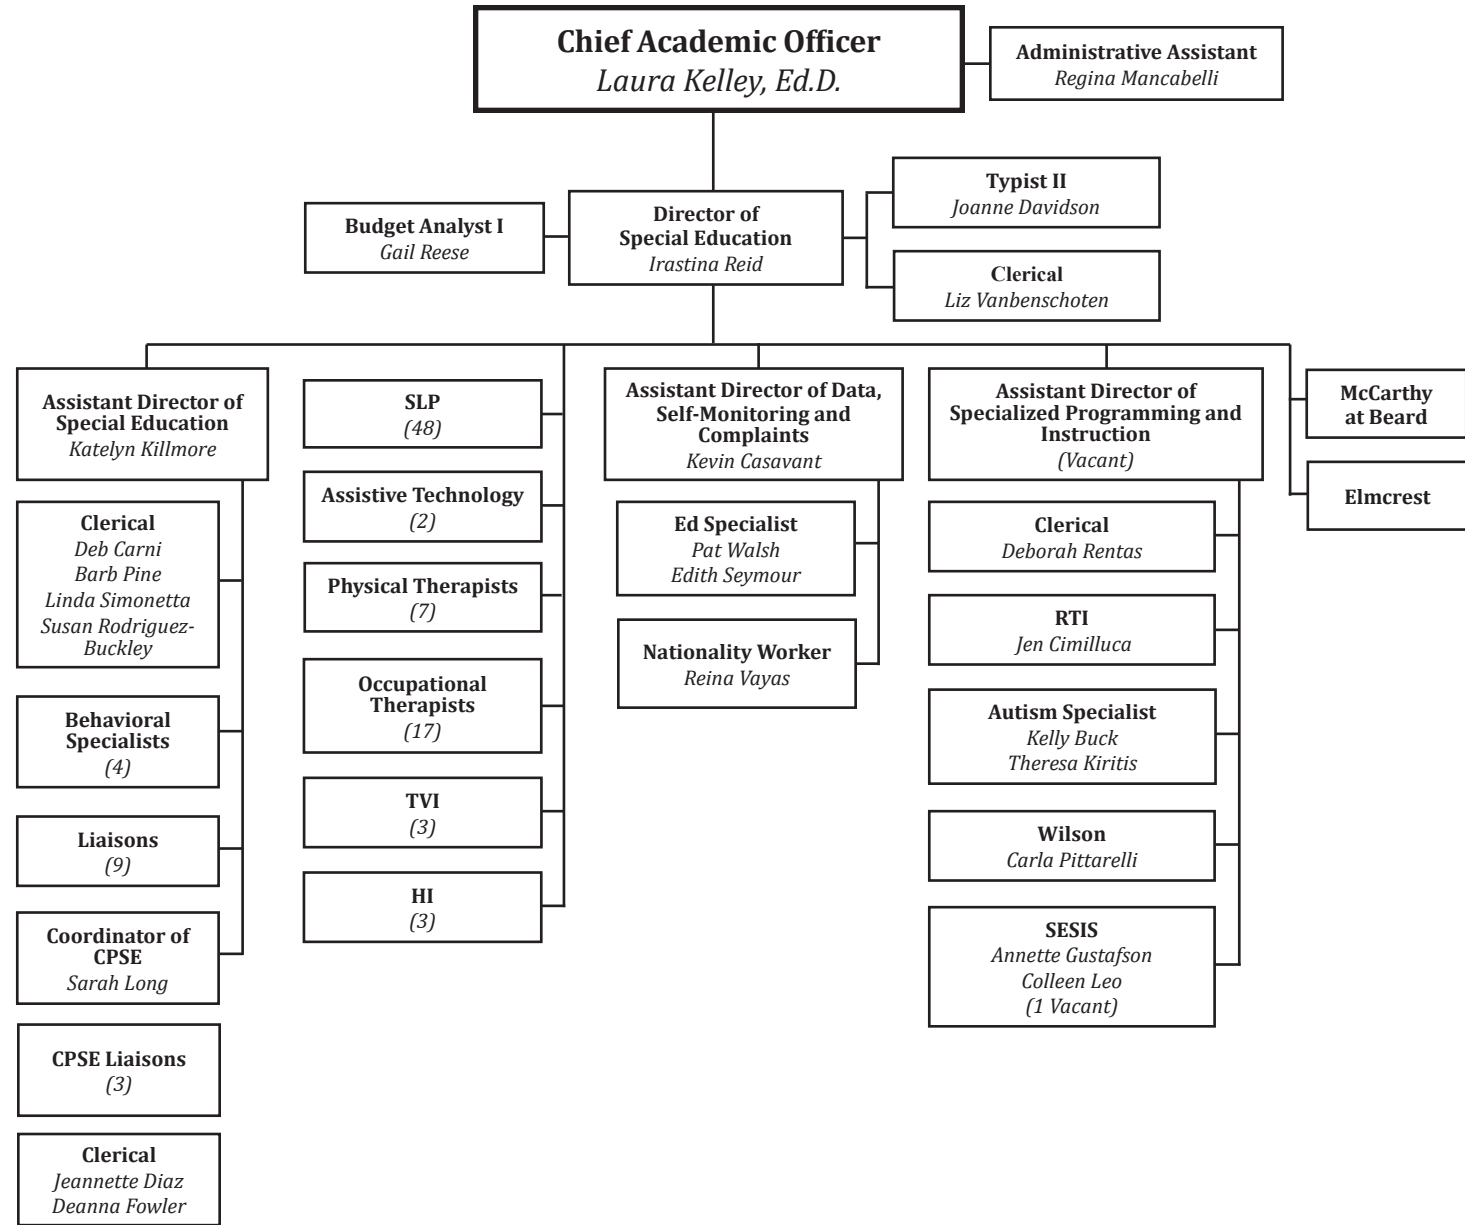 Chief Academic Officer
Laura Kelley, Ed.D.
Administrative Assistant
Regina Mancabelli
Typist II
Joanne Davidson
Budget Analyst I
Gail Reese
Director of
Special Education
Irastina Reid
Clerical
Liz Vanbenschoten
Assistant Director of
Special Education
Katelyn Killmore
Clerical
Deb Carni
Barb Pine
Linda Simonetta
Susan Rodriguez-
Buckley
Behavioral
Specialists
(4)
Liaisons
(9)
Coordinator of
CPSE
Sarah Long
CPSE Liaisons
(3)
Clerical
Jeannette Diaz
Deanna Fowler
SLP
(48)
Assistive Technology
(2)
Physical Therapists
(7)
Occupational
Therapists
(17)
TVI
(3)
HI
(3)
Assistant Director of Data,
Self-Monitoring and
Complaints
Kevin Casavant
Ed Specialist
Pat Walsh
Edith Seymour
Nationality Worker
Reina Vayas
Assistant Director of
Specialized Programming and
Instruction
(Vacant)
Clerical
Deborah Rentas
RTI
Jen Cimilluca
Autism Specialist
Kelly Buck
Theresa Kiritis
Wilson
Carla Pittarelli
SESIS
Annette Gustafson
Colleen Leo
(1 Vacant)
McCarthy
at Beard
Elmcrest